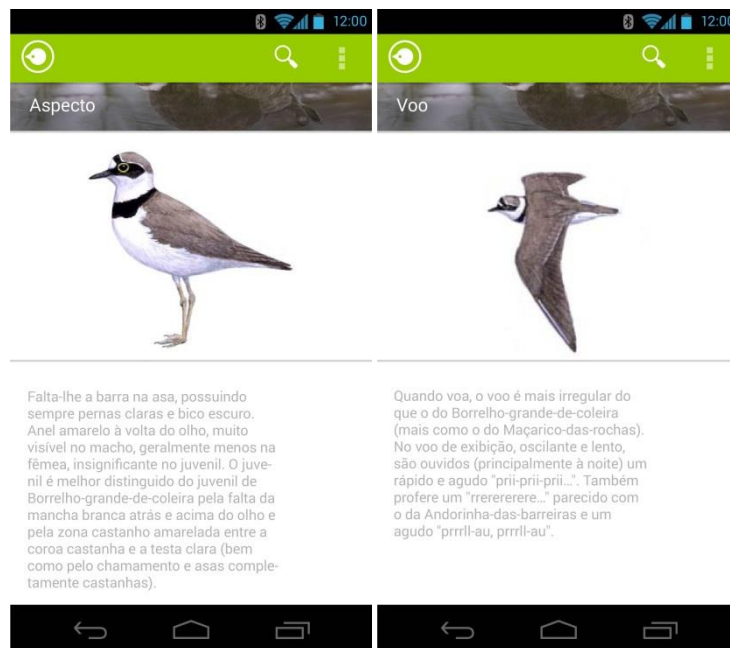 12:00
Aspecto
Falta-lhe a barra na asa, possuindo
sempre pernas claras e bico escuro.
Anel amarelo à volta do olho, muito
visível no macho, geralmente menos na
fêmea, insignificante no juvenil. O juve-
nil é melhor distinguido do juvenil de
Borrelho-grande-de-coleira pela falta da
mancha branca atrás e acima do olho e
pela zona castanho amarelada entre a
coroa castanha e a testa clara (bem
como pelo chamamento e asas comple-
tamente castanhas).
12:00
Voo
Quando voa, o voo é mais irregular do
que o do Borrelho-grande-de-coleira
(mais como o do Maçarico-das-rochas).
No voo de exibição, oscilante e lento,
são ouvidos (principalmente à noite) um
rápido e agudo "prii-prii-prii...". Também
profere um "rrerererere..." parecido com
o da Andorinha-das-barreiras e um
agudo "prrrll-au, prrrll-au".